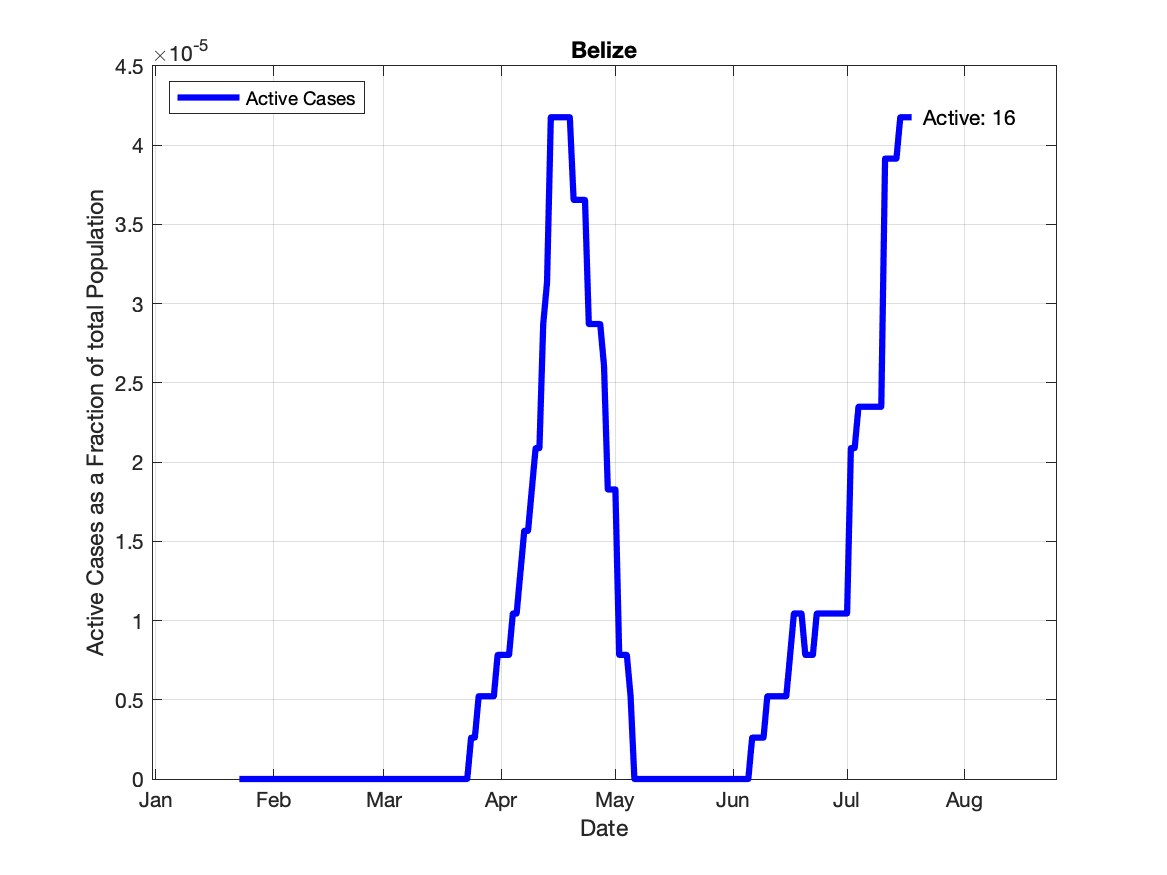 Belize
×10-5
4.5
4
3.5
3
2.5
2
1.5
1
0.5
0
Active Cases as a Fraction of total Population
Active Cases
Active: 16
Jan Feb Mar Apr May Jun Jul Aug
Date